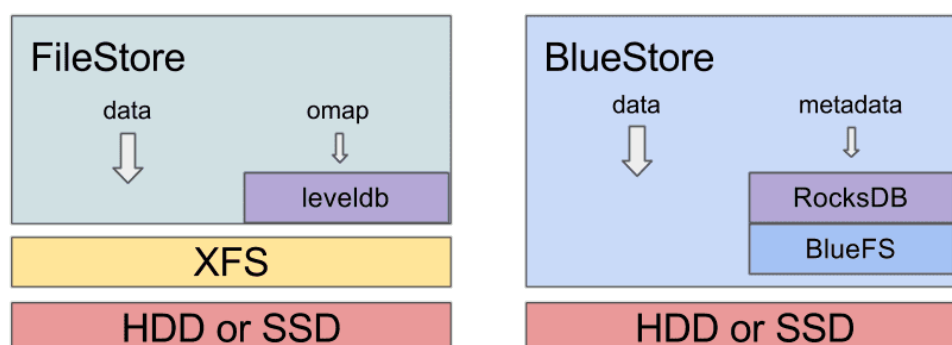 FileStore
data
omap
leveldb
XFS
HDD or SSD
BlueStore
data
metadata
RocksDB
BlueFS
HDD or SSD